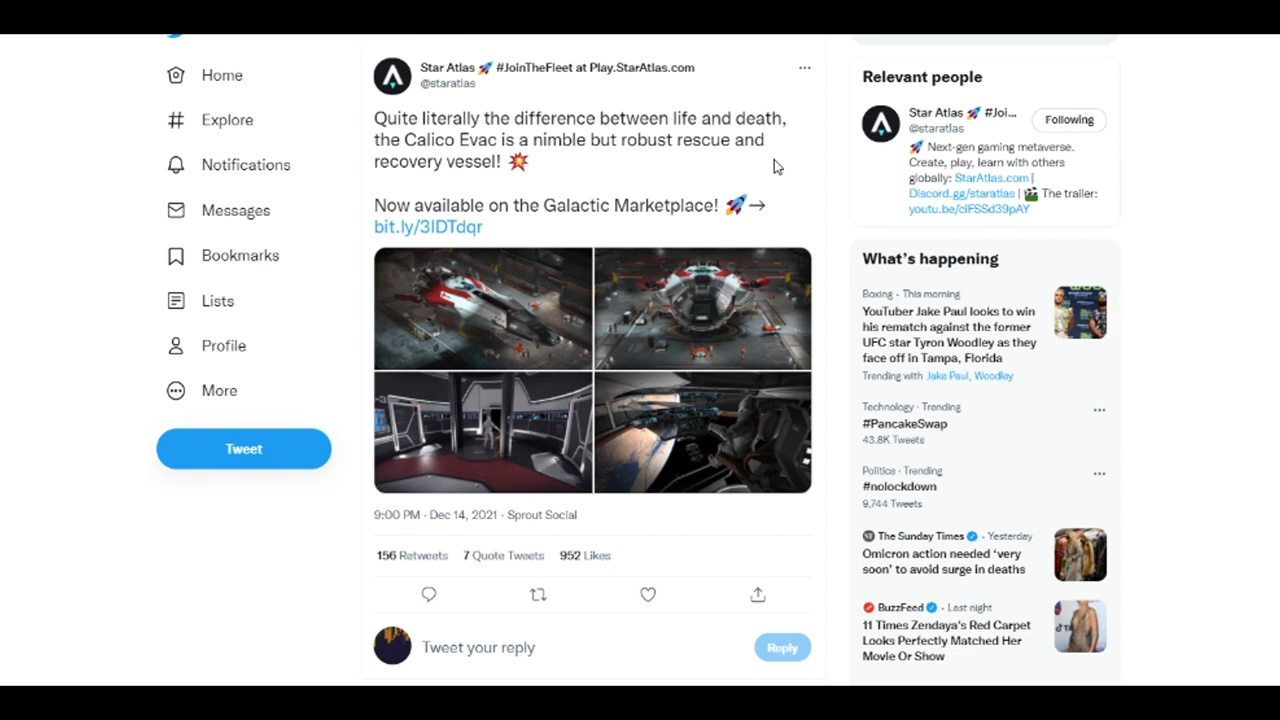 Home
Explore
Notifications
Messages
Bookmarks
Lists
Profile
More
Tweet
Star Atlas 🚀 #JoinTheFleet at Play.StarAtlas.com
@staratlas
Quite literally the difference between life and death,
the Calico Evac is a nimble but robust rescue and
recovery vessel! 💥
Now available on the Galactic Marketplace! 🚀→
bit.ly/3IDTdqr
9:00 PM · Dec 14, 2021 · Sprout Social
156 Retweets 7 Quote Tweets 952 Likes
Tweet your reply
Reply
Relevant people
Star Atlas 🚀 #Joi...
@staratlas
Following
🚀 Next-gen gaming metaverse.
Create, play, learn with others
globally: StarAtlas.com |
Discord.gg/staratlas | 🎬 The trailer:
youtu.be/ciFSSd39pAY
What's happening
Boxing · This morning
YouTuber Jake Paul looks to win
his rematch against the former
UFC star Tyron Woodley as they
face off in Tampa, Florida
Trending with Jake Paul, Woodley
Technology · Trending
#PancakeSwap
43.8K Tweets
Politics · Trending
#nolockdown
9,744 Tweets
The Sunday Times · Yesterday
Omicron action needed 'very
soon' to avoid surge in deaths
BuzzFeed · Last night
11 Times Zendaya's Red Carpet
Looks Perfectly Matched Her
Movie Or Show